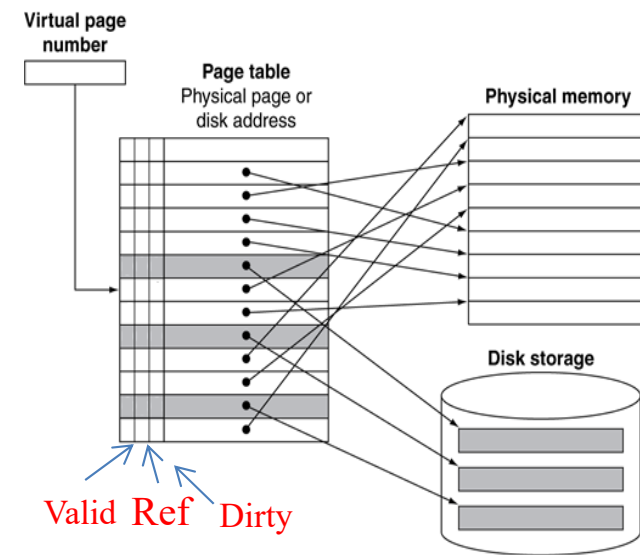 Virtual page
number
Page table
Physical page or
disk address
Physical memory
Disk storage
Valid Ref Dirty